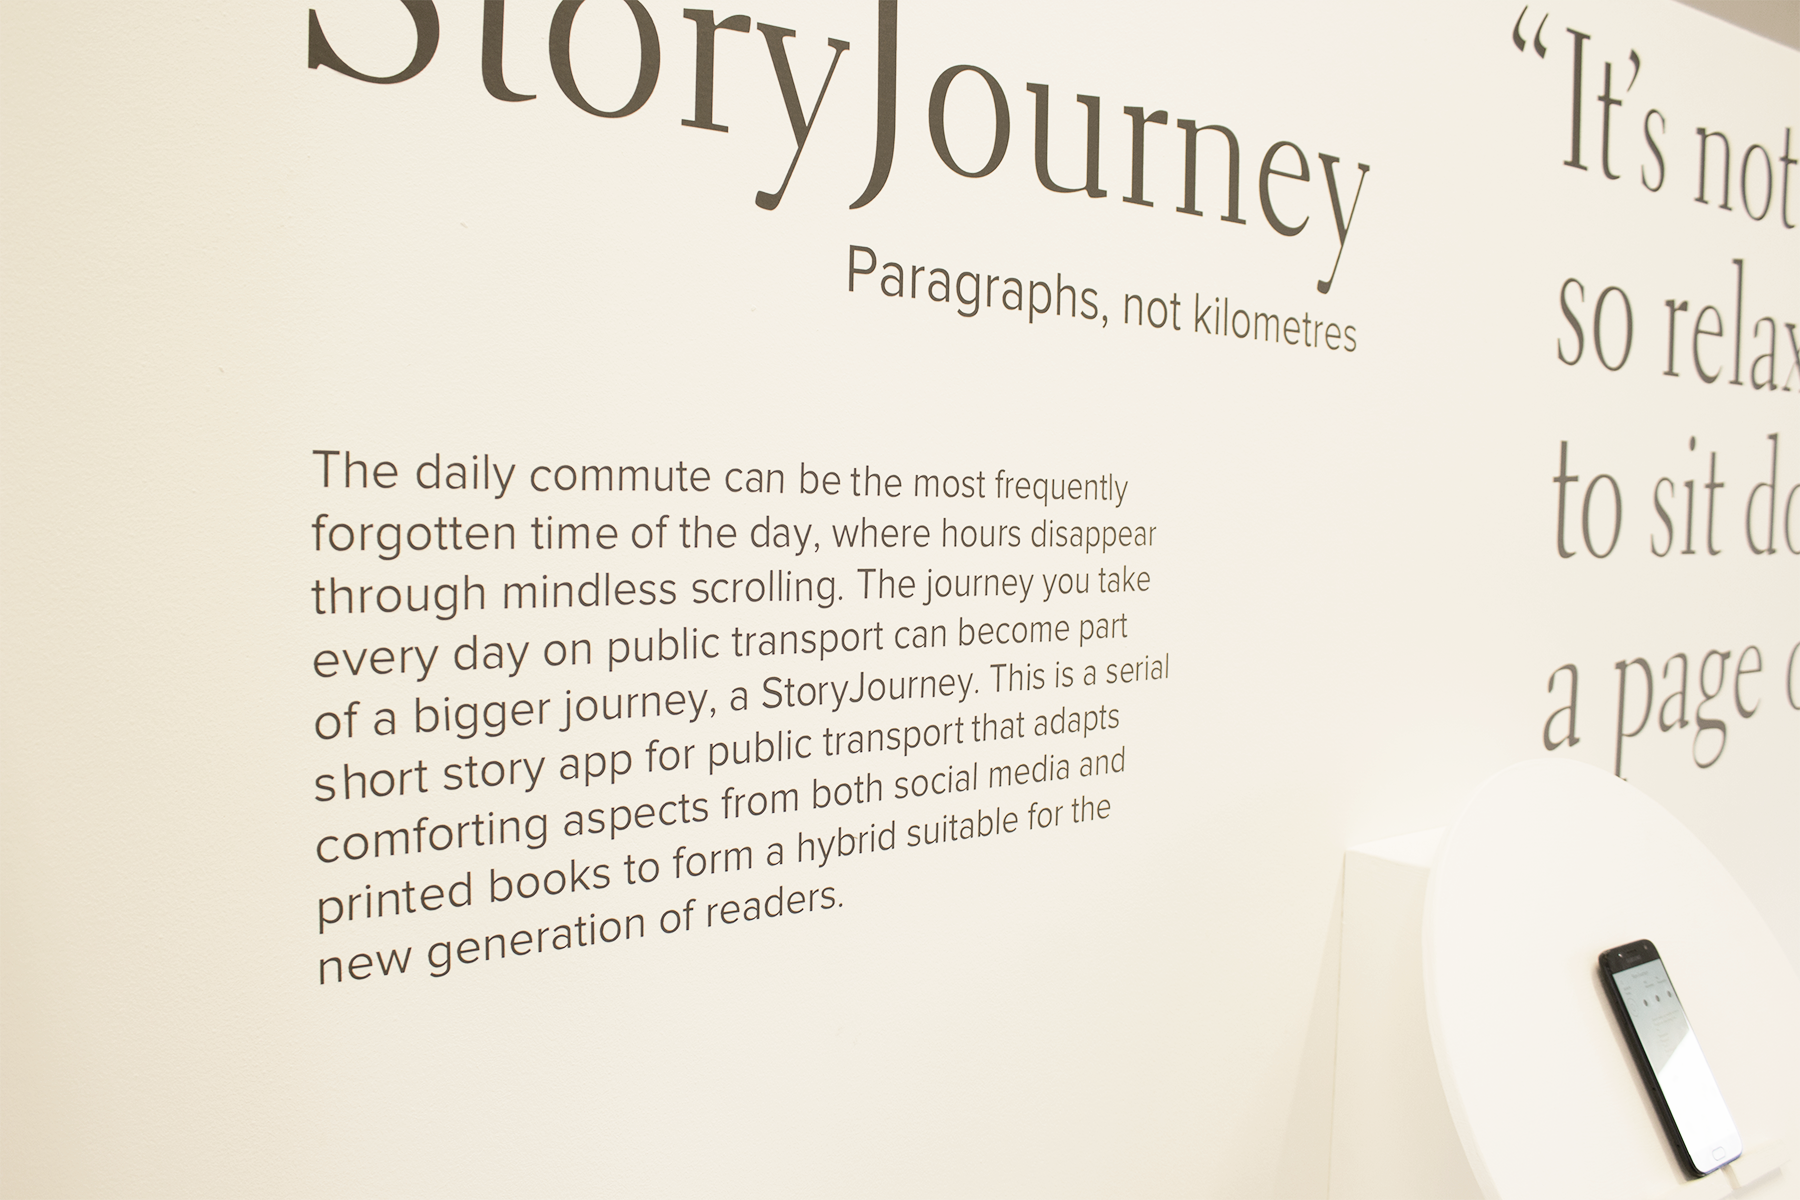 StoryJourney
Paragraphs, not kilometres
The daily commute can be the most frequently
forgotten time of the day, where hours disappear
through mindless scrolling. The journey you take
every day on public transport can become part
of a bigger journey, a StoryJourney. This is a serial
short story app for public transport that adapts
comforting aspects from both social media and
printed books to form a hybrid suitable for the
new generation of readers.
“It’s not
so relax
to sit do
a page